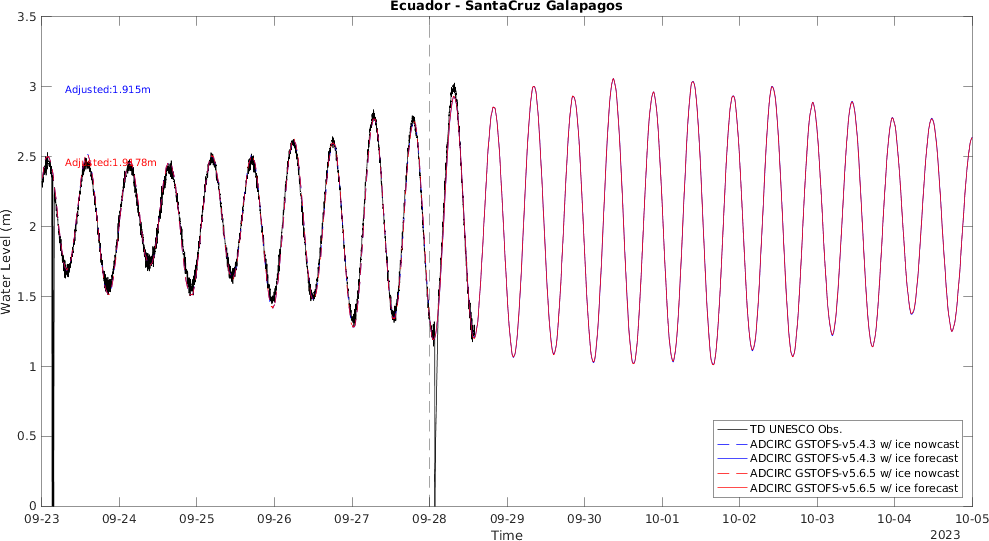 Ecuador - SantaCruz Galapagos
3.5
3
2.5
2
1.5
1
0.5
0
Water Level (m)
Adjusted:1.915m
Adjusted:1.9178m
TD UNESCO Obs.
ADCIRC GSTOFS-v5.4.3 w/ ice nowcast
ADCIRC GSTOFS-v5.4.3 w/ ice forecast
ADCIRC GSTOFS-v5.6.5 w/ ice nowcast
ADCIRC GSTOFS-v5.6.5 w/ ice forecast
09-23 09-24 09-25 09-26 09-27 09-28 09-29 09-30 10-01 10-02 10-03 10-04 10-05
Time
2023